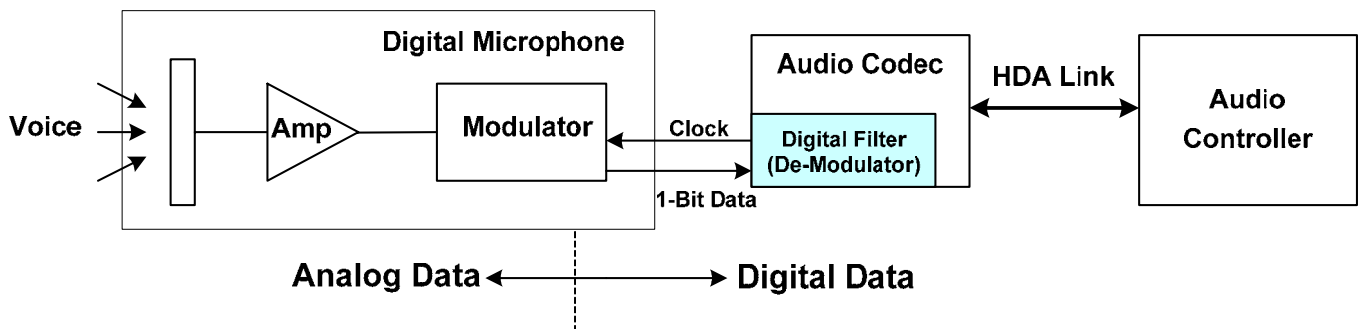 Digital Microphone
Voice
Amp
Modulator
Clock
1-Bit Data
Audio Codec
Digital Filter
(De-Modulator)
HDA Link
Audio
Controller
Analog Data
Digital Data